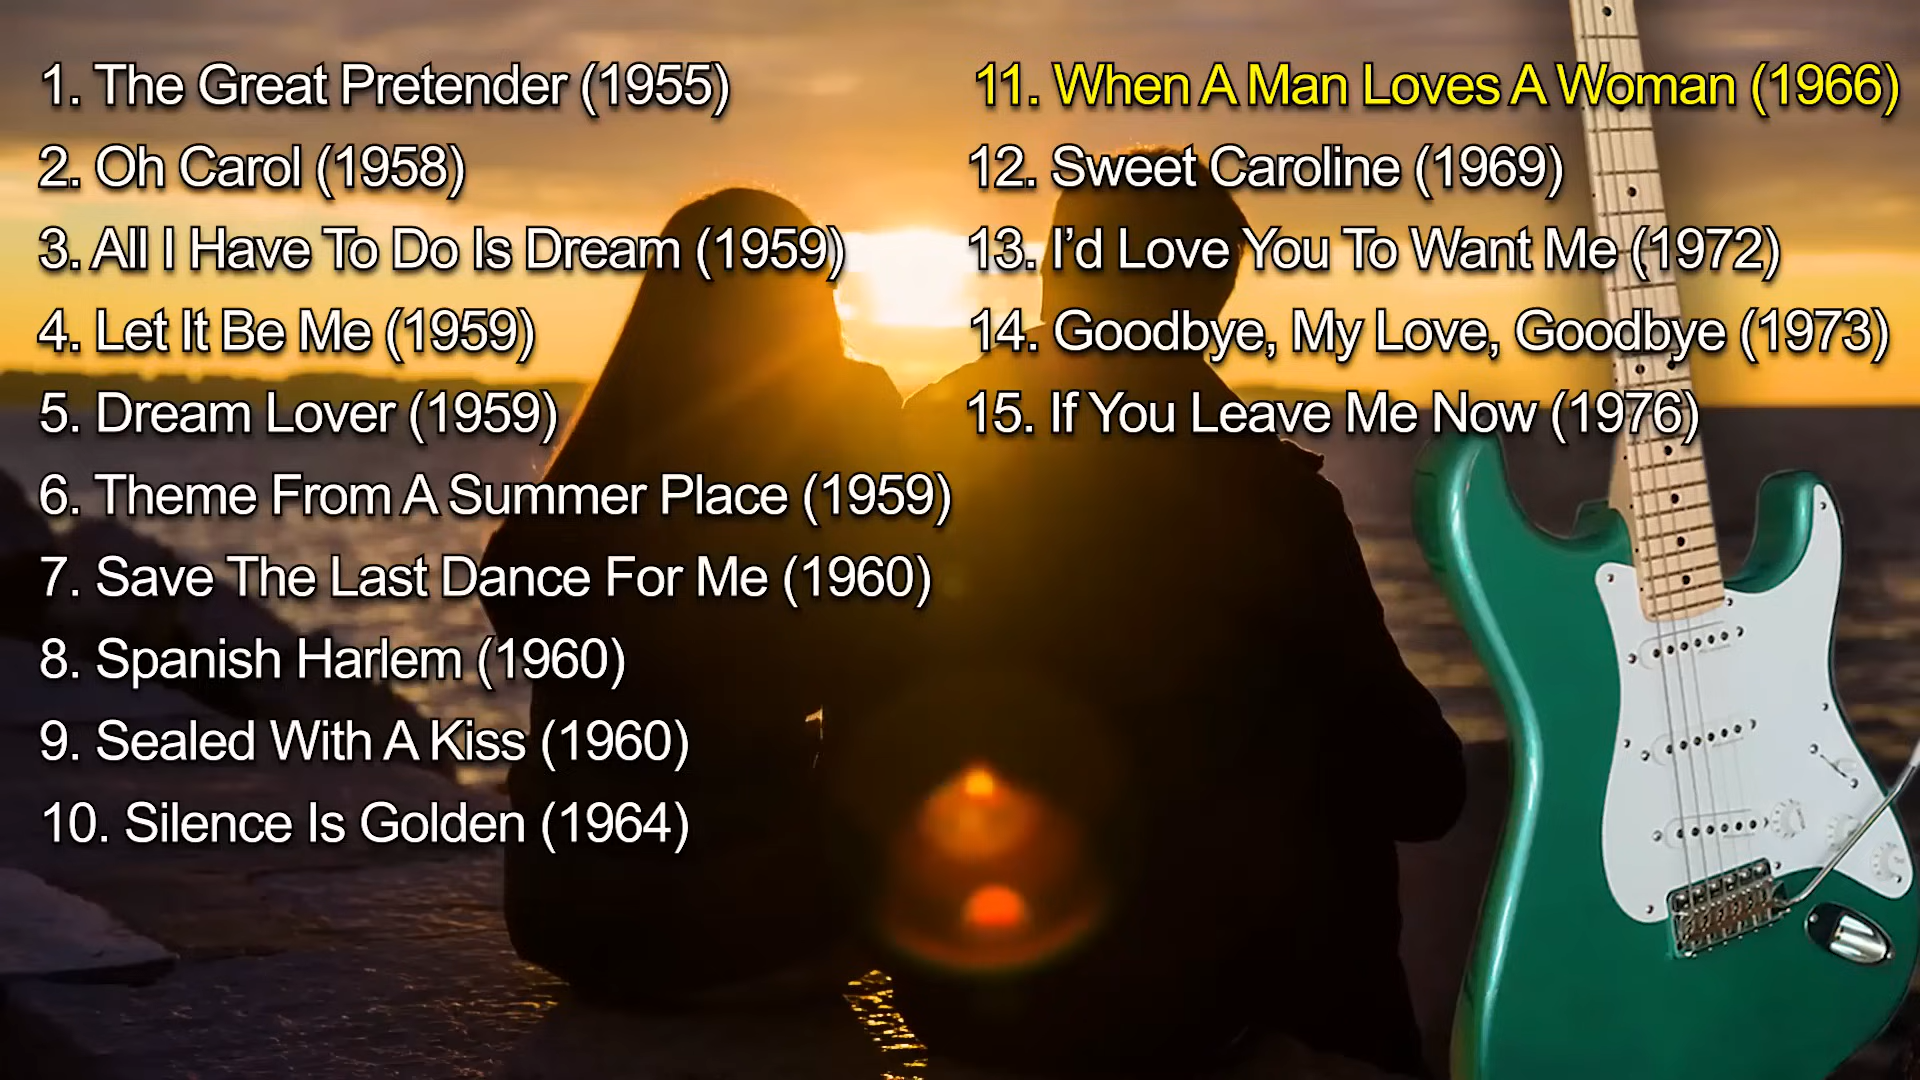 1. The Great Pretender (1955)
2. Oh Carol (1958)
3. All I Have To Do Is Dream (1959)
4. Let It Be Me (1959)
5. Dream Lover (1959)
6. Theme From A Summer Place (1959)
7. Save The Last Dance For Me (1960)
8. Spanish Harlem (1960)
9. Sealed With A Kiss (1960)
10. Silence Is Golden (1964)
11. When A Man Loves A Woman (1966)
12. Sweet Caroline (1969)
13. I’d Love You To Want Me (1972)
14. Goodbye, My Love, Goodbye (1973)
15. If You Leave Me Now (1976)